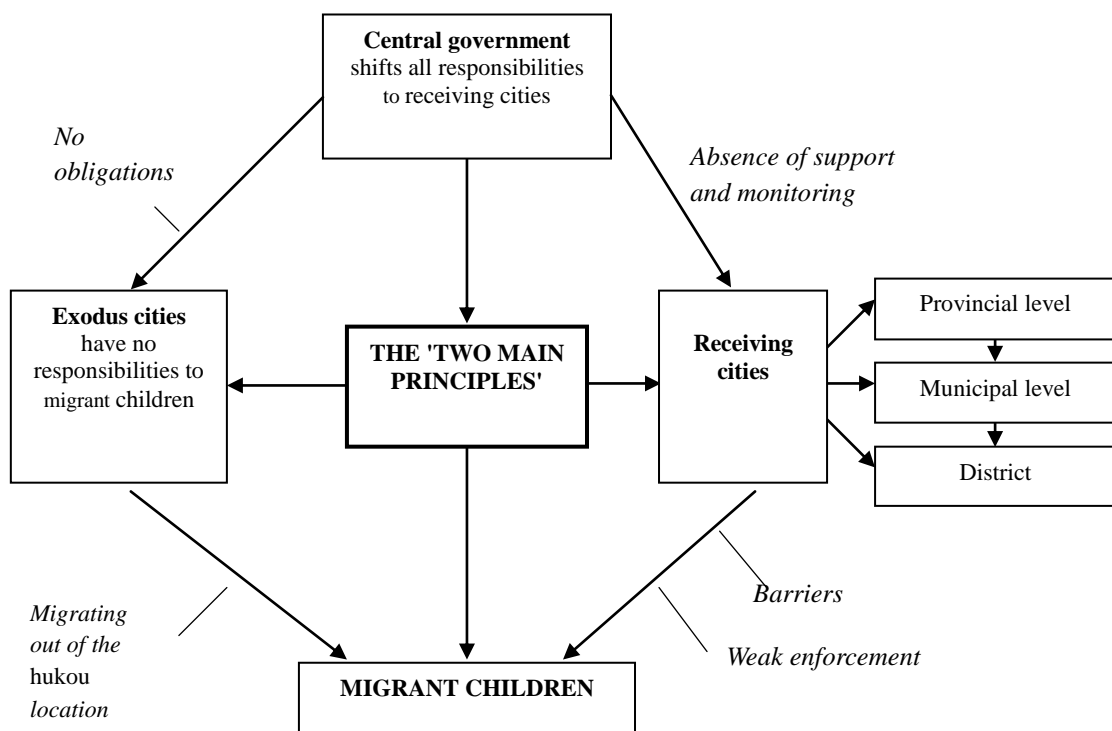 Central government
shifts all responsibilities
to receiving cities
No
obligations
Absence of support
and monitoring
Exodus cities
have no
responsibilities to
migrant children
THE 'TWO MAIN
PRINCIPLES'
Receiving
cities
Provincial level
Municipal level
District
Migrating
out of the
hukou
location
Barriers
Weak enforcement
MIGRANT CHILDREN